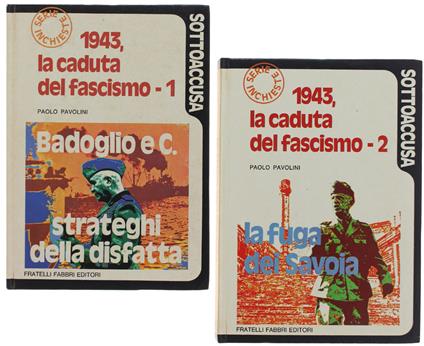 SERIE
INCHIESTE
SOTTOACCUSA
1943,
la caduta
del fascismo - 1
PAOLO PAVOLINI
Badoglio e C.
strateghi
della disfatta
FRATELLI FABBRI EDITORI
SERIE
INCHIESTE
SOTTOACCUSA
1943,
la caduta
del fascismo - 2
PAOLO PAVOLINI
la fuga
dei Savoia
FRATELLI FABBRI EDITORI